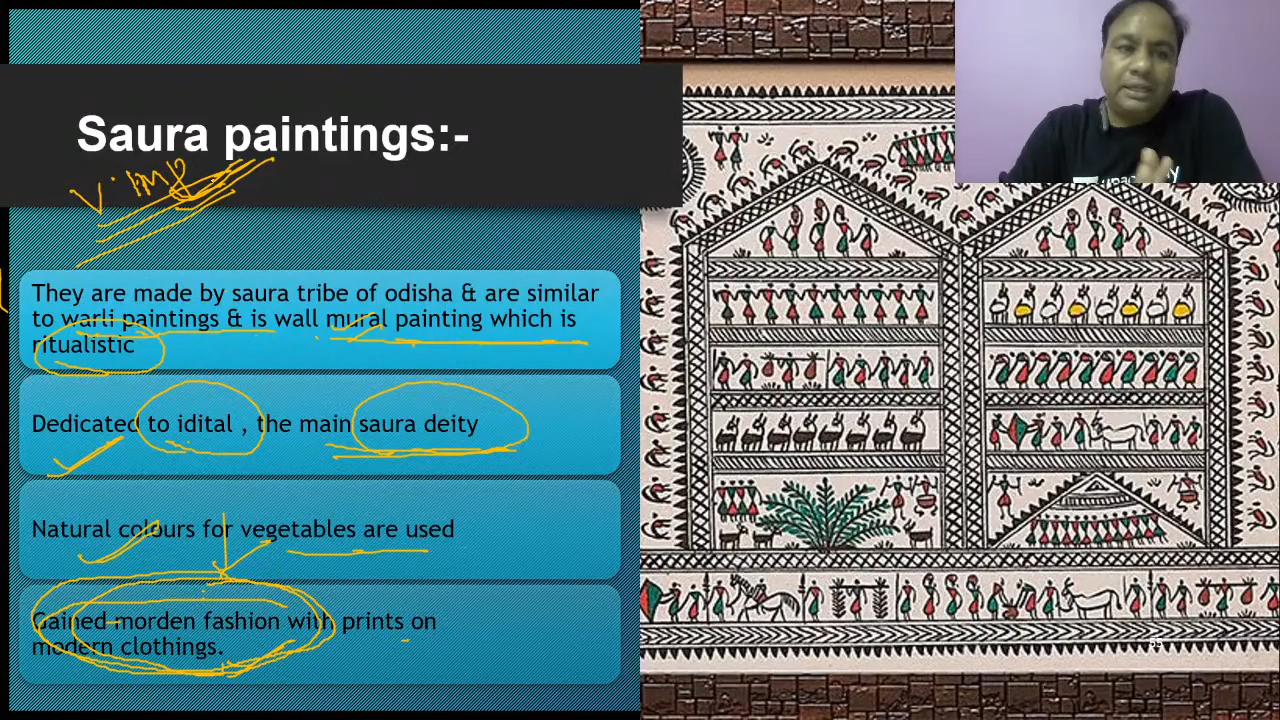 Saura paintings:-
V.imp
They are made by saura tribe of odisha & are similar
to warli paintings & is wall mural painting which is
ritualistic
Dedicated to idital , the main saura deity
Natural colours for vegetables are used
Gained morden fashion with prints on
modern clothings.